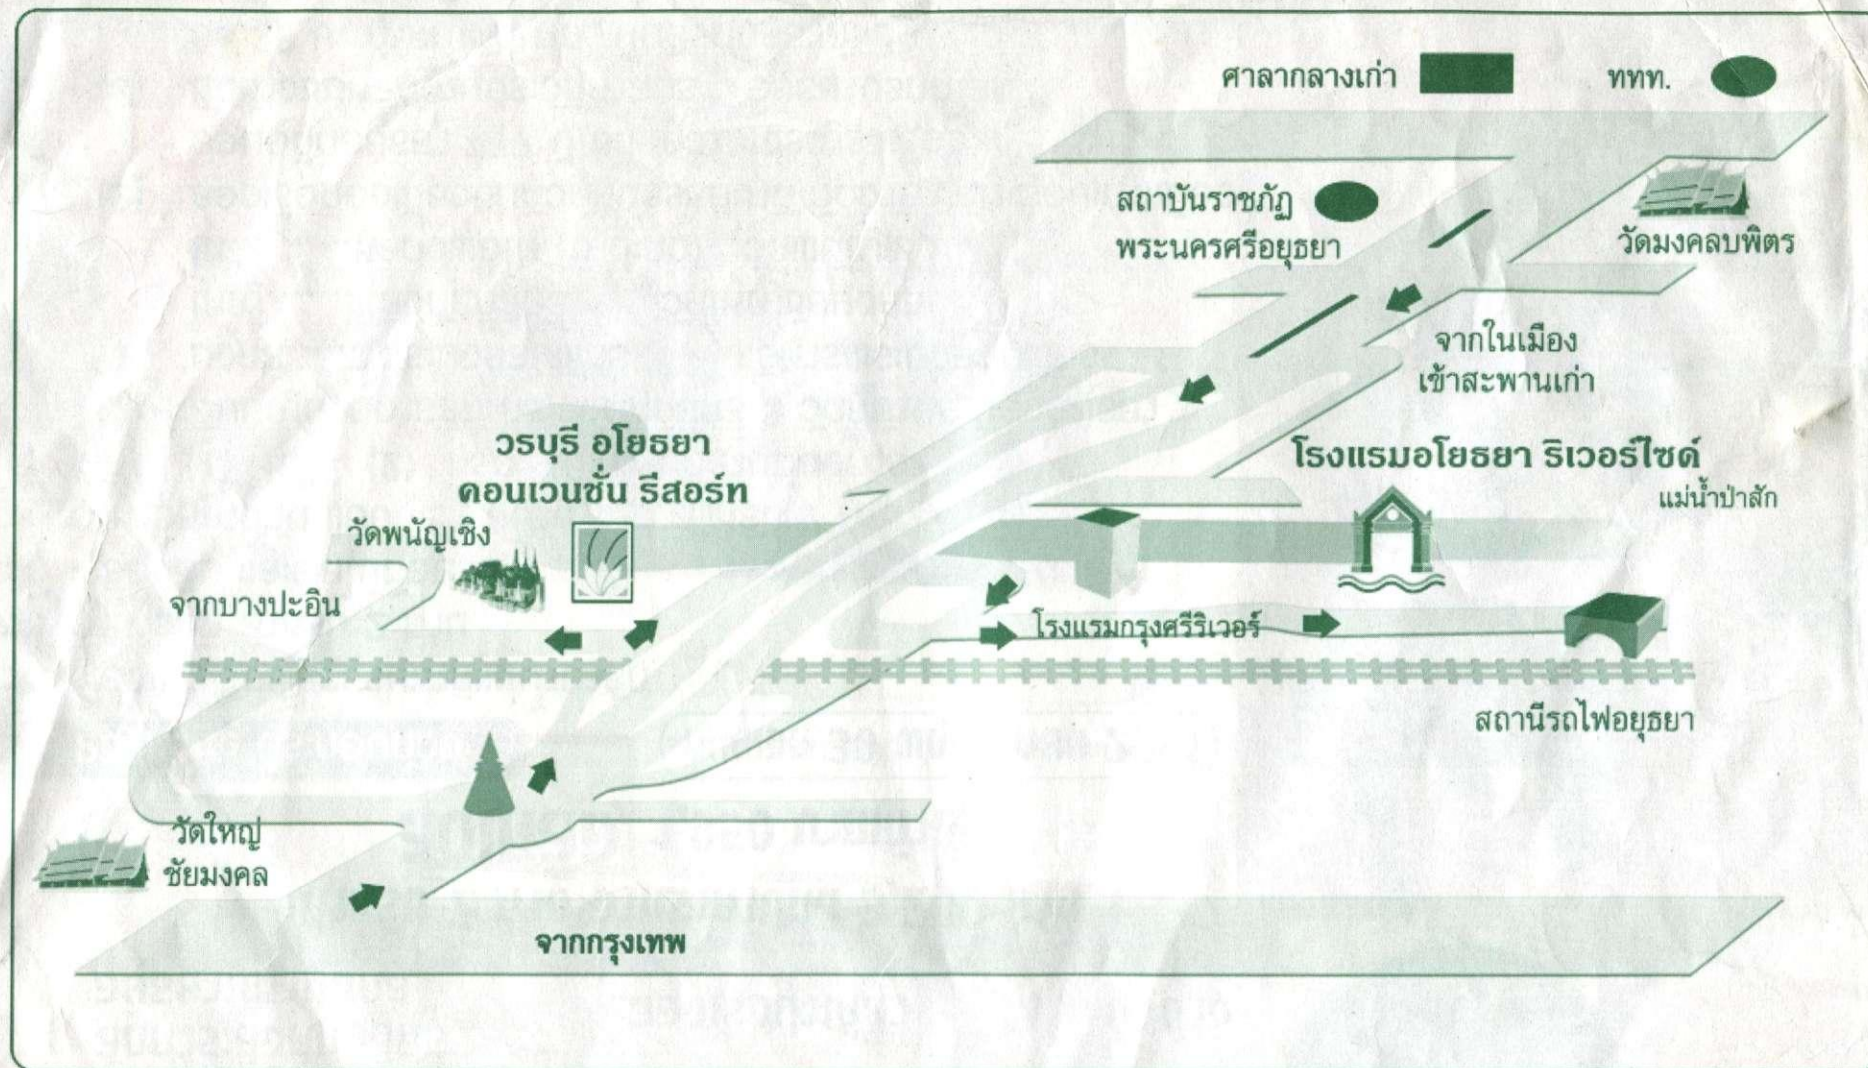 ศาลากลางเก่า
ททท.
สถาบันราชภัฏ
พระนครศรีอยุธยา
วัดมงคลบพิตร
จากในเมือง
เข้าสะพานเก่า
วรบุรี อโยธยา
คอนเวนชั่น รีสอร์ท
โรงแรมอโยธยา ริเวอร์ไซด์
แม่น้ำป่าสัก
วัดพนัญเชิง
จากบางปะอิน
โรงแรมกรุงศรีริเวอร์
สถานีรถไฟอยุธยา
วัดใหญ่
ชัยมงคล
จากกรุงเทพ